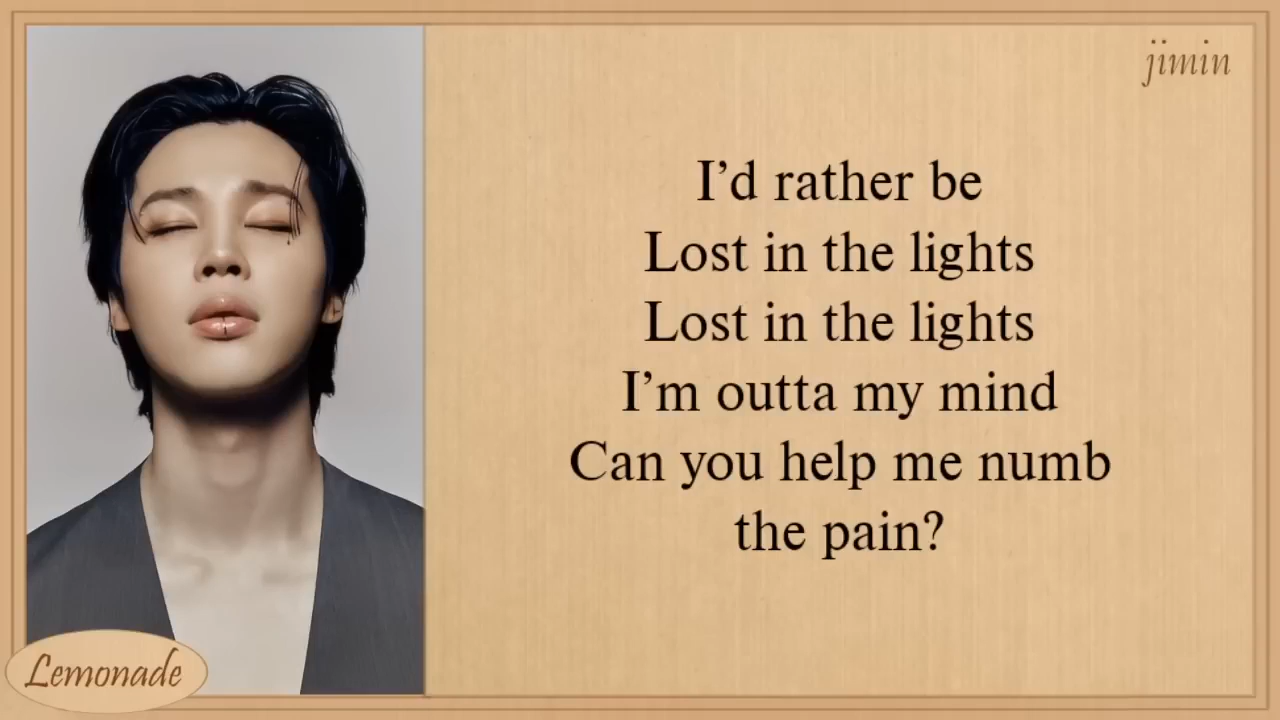 jimin
I’d rather be
Lost in the lights
Lost in the lights
I’m outta my mind
Can you help me numb
the pain?
Lemonade